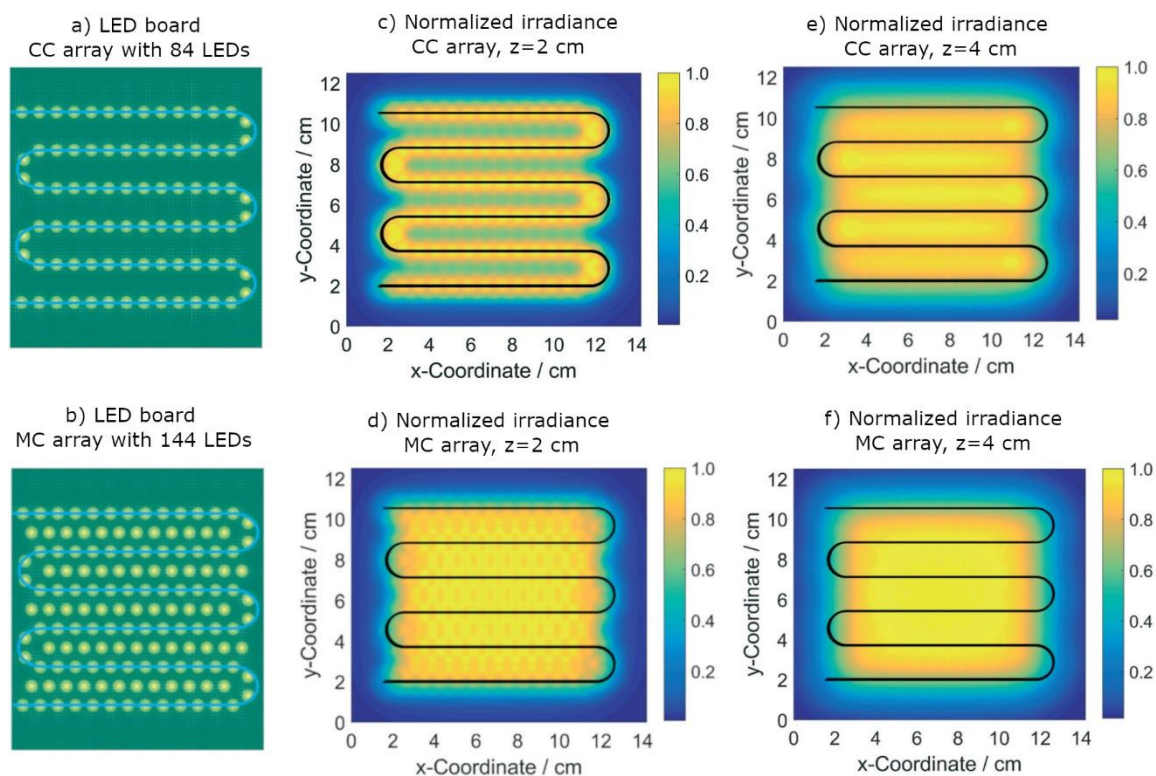 a) LED board
CC array with 84 LEDs
c) Normalized irradiance
CC array, z=2 cm
12
10
8
6
4
2
0
y-Coordinate / cm
0 2 4 6 8 10 12 14
x-Coordinate / cm
1.0
0.8
0.6
0.4
0.2
e) Normalized irradiance
CC array, z=4 cm
12
10
8
6
4
2
0
y-Coordinate / cm
0 2 4 6 8 10 12 14
x-Coordinate / cm
1.0
0.8
0.6
0.4
0.2
b) LED board
MC array with 144 LEDs
d) Normalized irradiance
MC array, z=2 cm
12
10
8
6
4
2
0
y-Coordinate / cm
0 2 4 6 8 10 12 14
x-Coordinate / cm
1.0
0.8
0.6
0.4
0.2
f) Normalized irradiance
MC array, z=4 cm
12
10
8
6
4
2
0
y-Coordinate / cm
0 2 4 6 8 10 12 14
x-Coordinate / cm
1.0
0.8
0.6
0.4
0.2